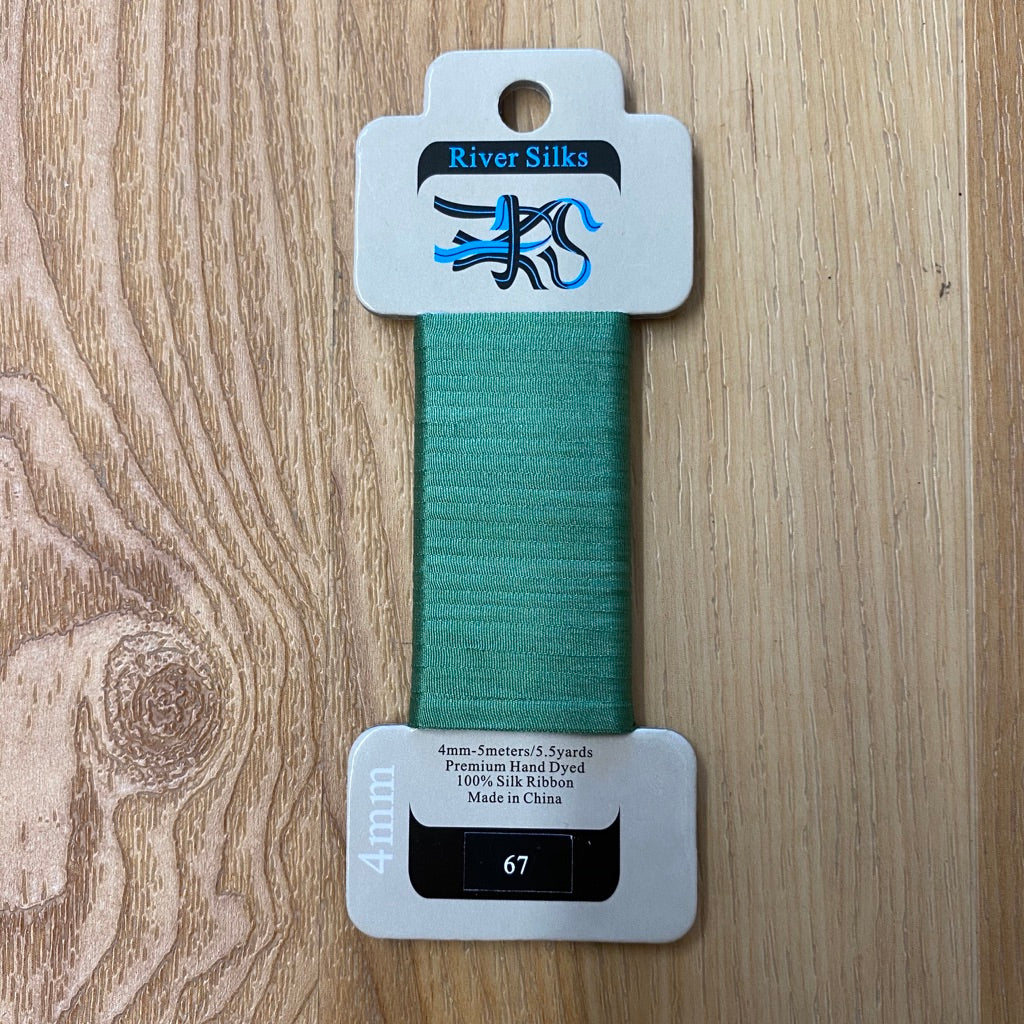 River Silks
4mm-5meters/5.5yards
Premium Hand Dyed
100% Silk Ribbon
Made in China
4mm
67